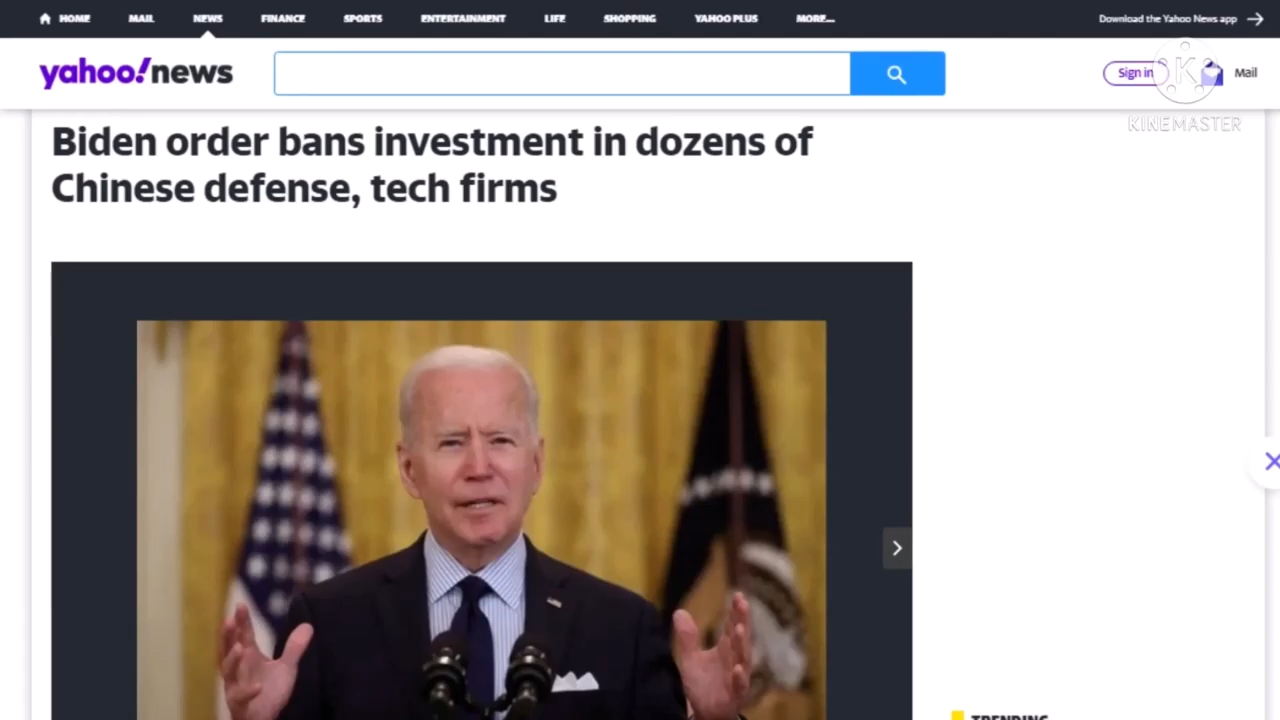 HOME MAIL NEWS FINANCE SPORTS ENTERTAINMENT LIFE SHOPPING YAHOO PLUS MORE... Download the Yahoo News app
yahoo!news Sign in Mail
K
KINEMASTER
Biden order bans investment in dozens of
Chinese defense, tech firms
TRENDING